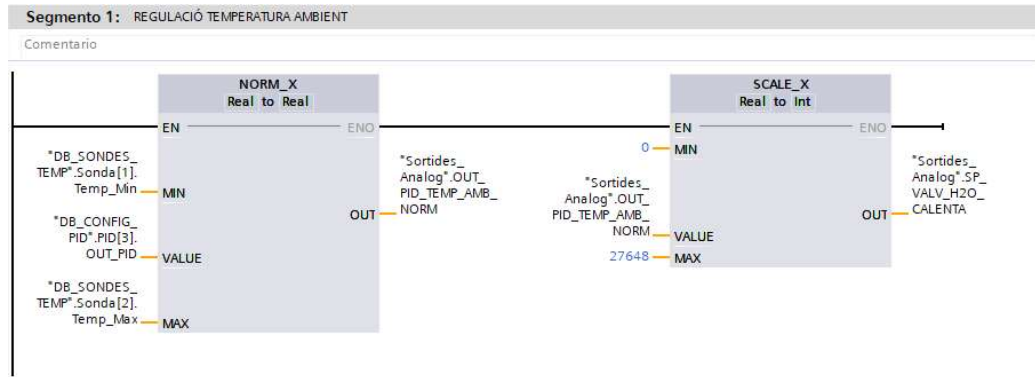 Segmento 1: REGULACIÓ TEMPERATURA AMBIENT
Comentario
NORM_X
Real to Real
EN
ENO
"DB_SONDES_
TEMP".Sonda[1].
Temp_Min
MIN
"DB_CONFIG_
PID".PID[3].
OUT_PID
VALUE
"DB_SONDES_
TEMP".Sonda[2].
Temp_Max
MAX
OUT
"Sortides_
Analog".OUT_
PID_TEMP_AMB_
NORM
SCALE_X
Real to Int
EN
ENO
0
MIN
"Sortides_
Analog".OUT_
PID_TEMP_AMB_
NORM
VALUE
27648
MAX
OUT
"Sortides_
Analog".SP_
VALV_H2O_
CALENTA